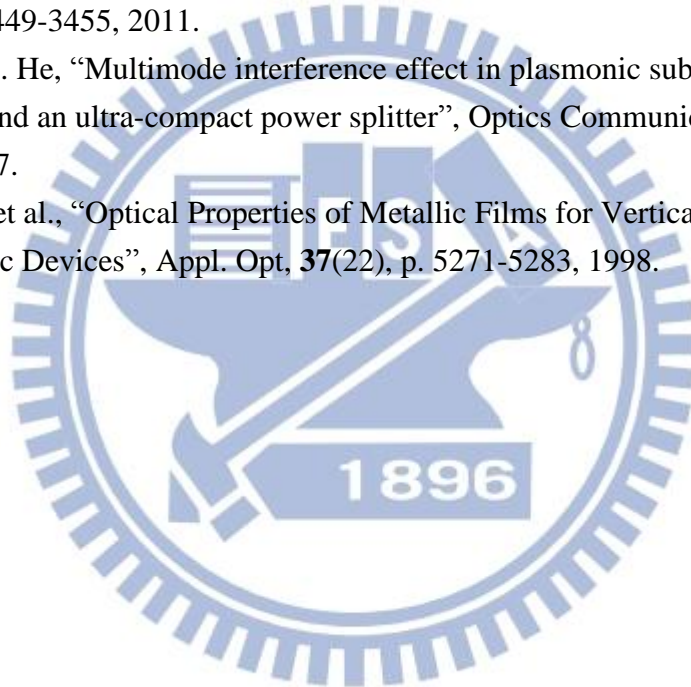 449-3455, 2011.
. He, “Multimode interference effect in plasmonic sub
nd an ultra-compact power splitter”, Optics Communic
7.
et al., “Optical Properties of Metallic Films for Vertica
c Devices”, Appl. Opt, 37(22), p. 5271-5283, 1998.
ESA
1896